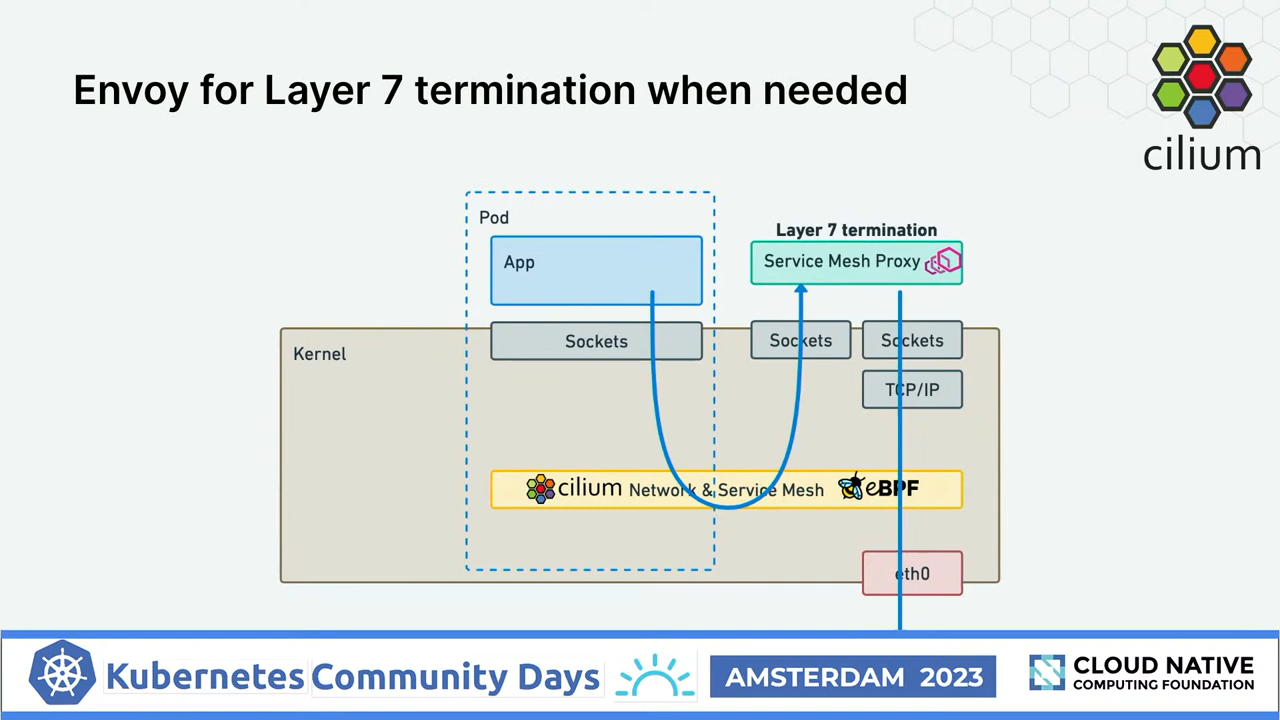 Envoy for Layer 7 termination when needed
cilium
Pod
App
Layer 7 termination
Service Mesh Proxy
Kernel
Sockets
Sockets
Sockets
TCP/IP
cilium Network & Service Mesh eBPF
eth0
Kubernetes Community Days
AMSTERDAM 2023
CLOUD NATIVE
COMPUTING FOUNDATION